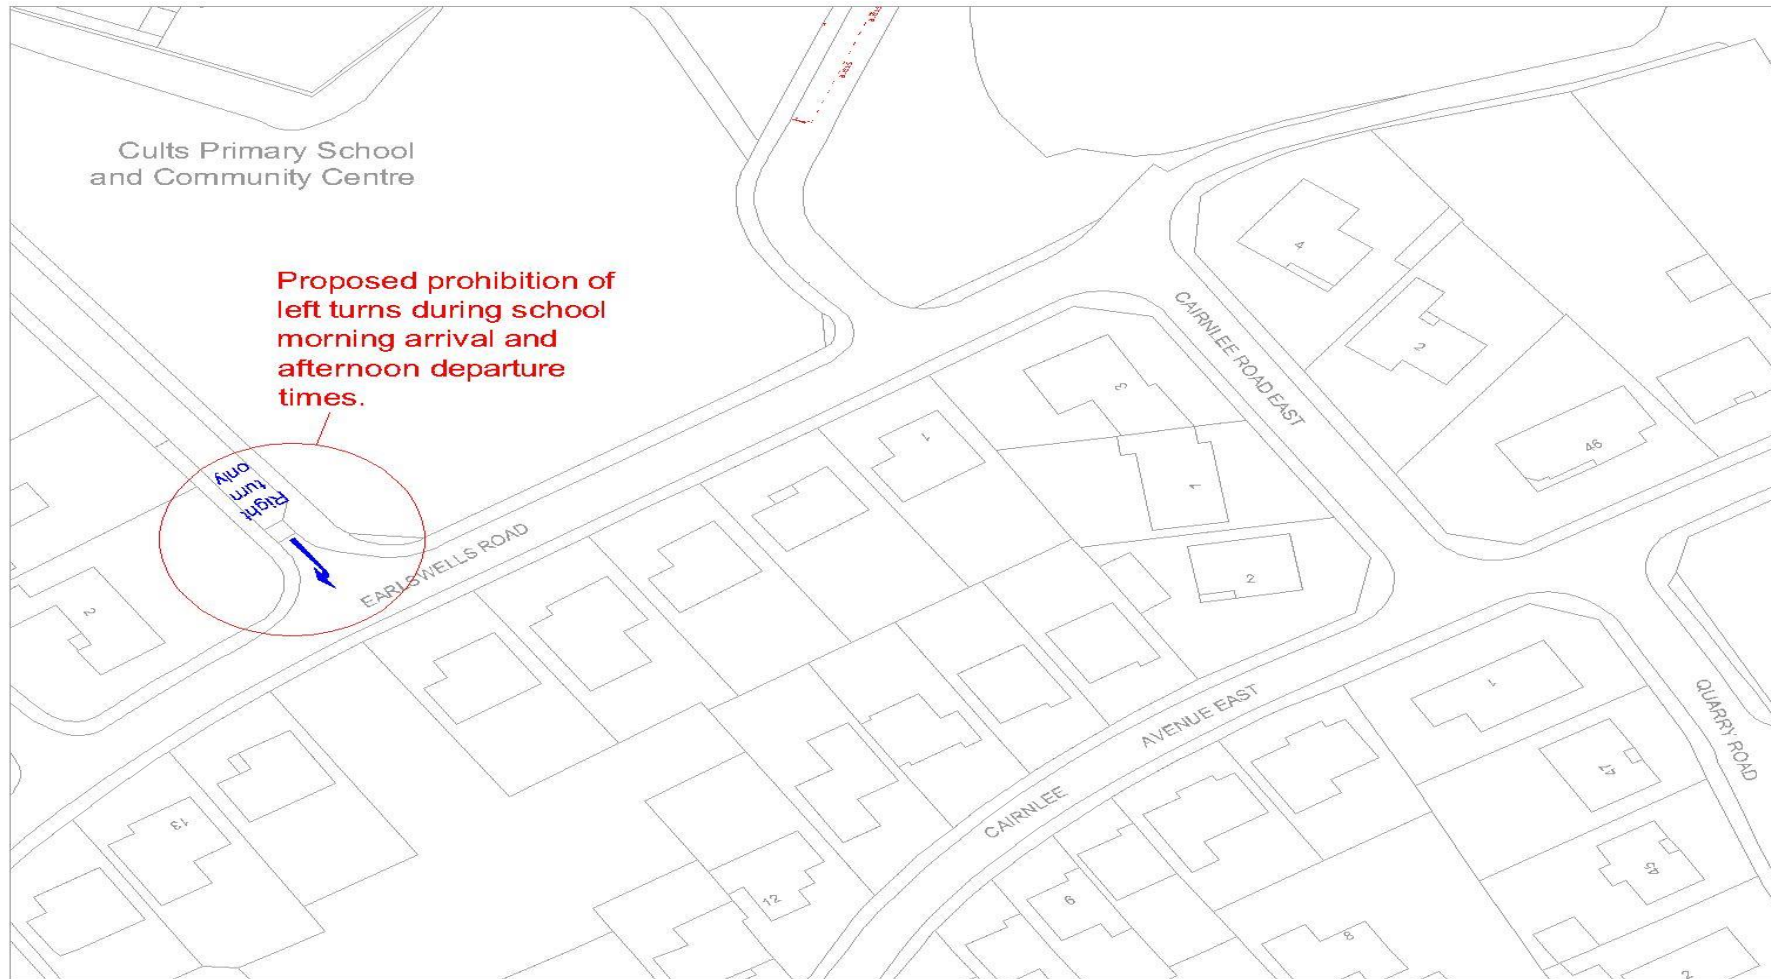 Cults Primary School
and Community Centre
Proposed prohibition of
left turns during school
morning arrival and
afternoon departure
times.
Right
turn
only
EARLSWELLS ROAD
CAIRNLEE ROAD EAST
CAIRNLEE
AVENUE EAST
QUARRY ROAD
4
2
46
3
1
2
1
2
13
12
1
47
45
6
8
2